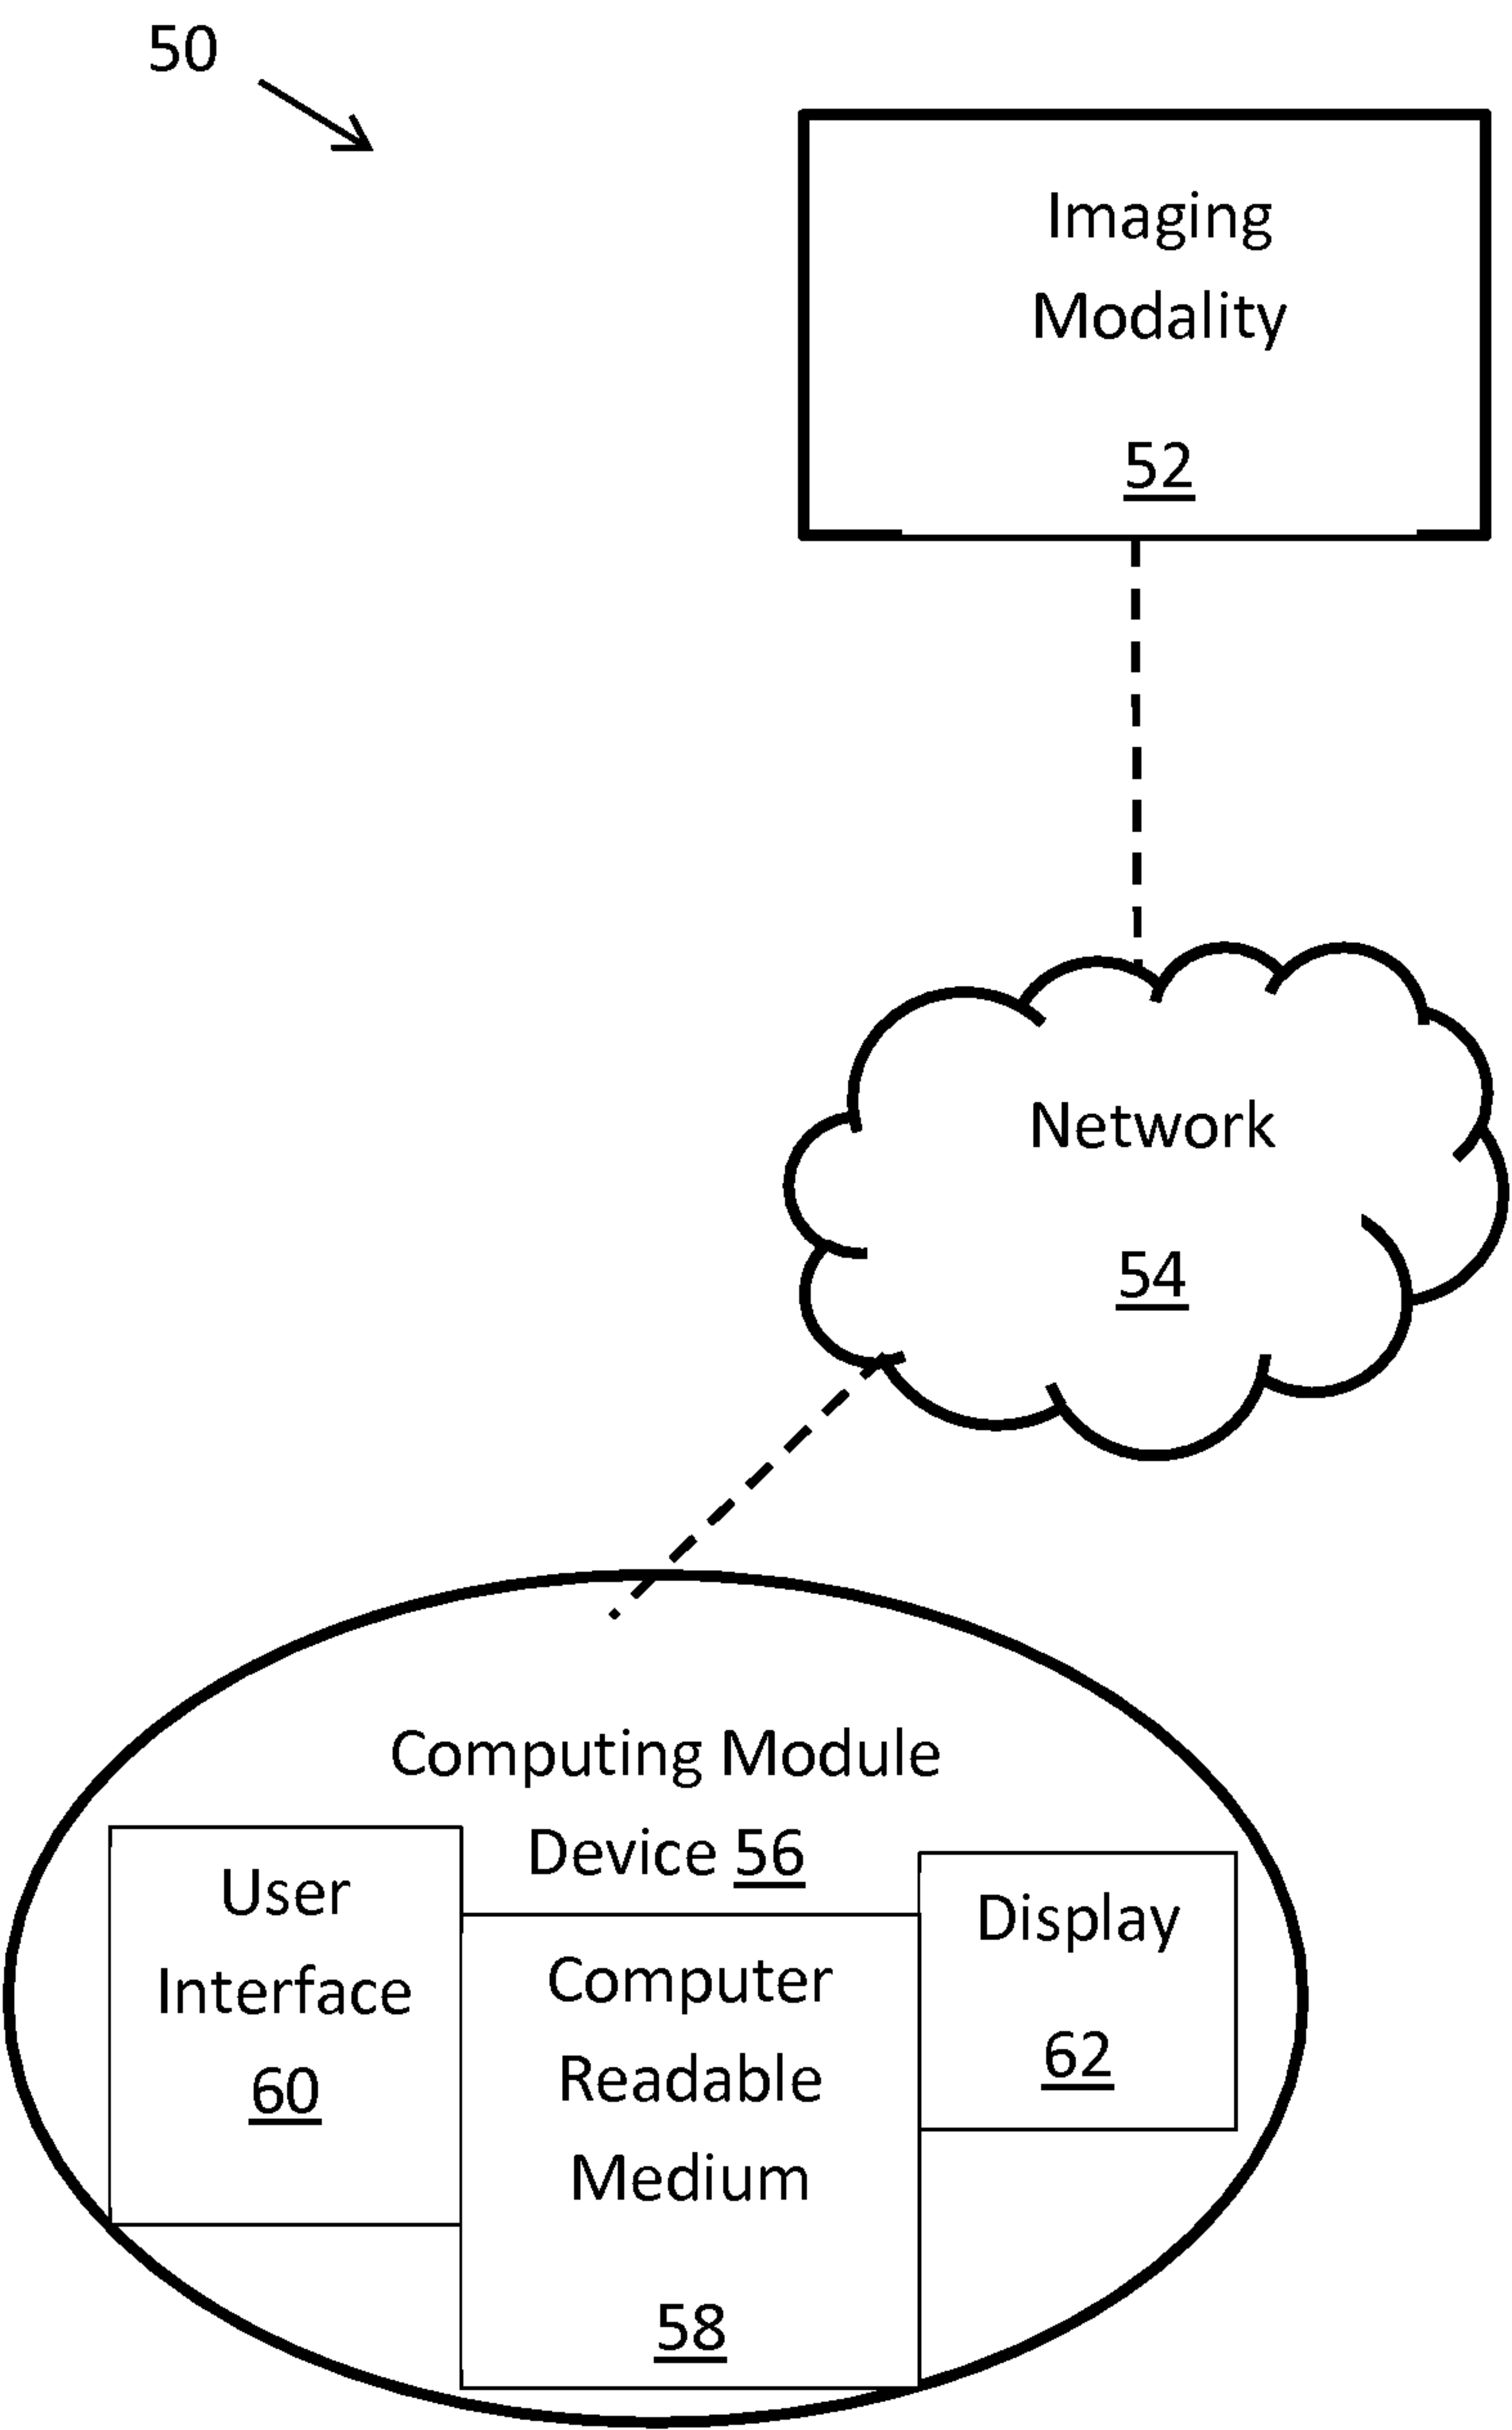 50
Imaging
Modality
52
Network
54
Computing Module
Device 56
User
Interface
60
Computer
Readable
Medium
58
Display
62